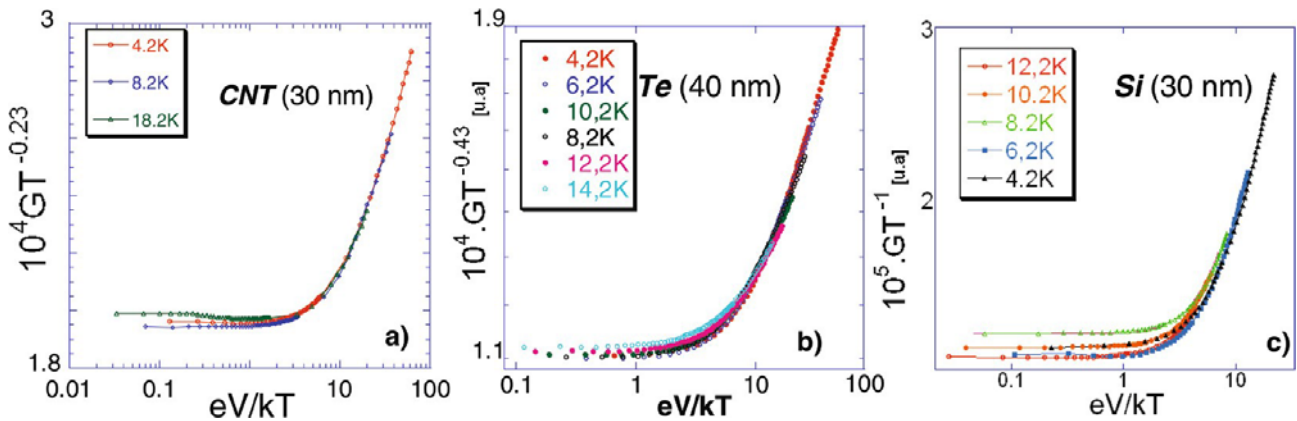 3
4.2K
8.2K
18.2K
CNT (30 nm)
10⁴GT⁻⁰·²³
a)
1.8
0.01 0.1 1 10 100
eV/kT
1.9
4,2K
6,2K
10,2K
8,2K
12,2K
14,2K
Te (40 nm)
10⁴.GT⁻⁰·⁴³ [u.a]
b)
1.1
0.1 1 10 100
eV/kT
3
12,2K
10.2K
8.2K
6,2K
4.2K
Si (30 nm)
2
10⁵.GT⁻¹ [u.a]
c)
1
0.1 1 10
eV/kT